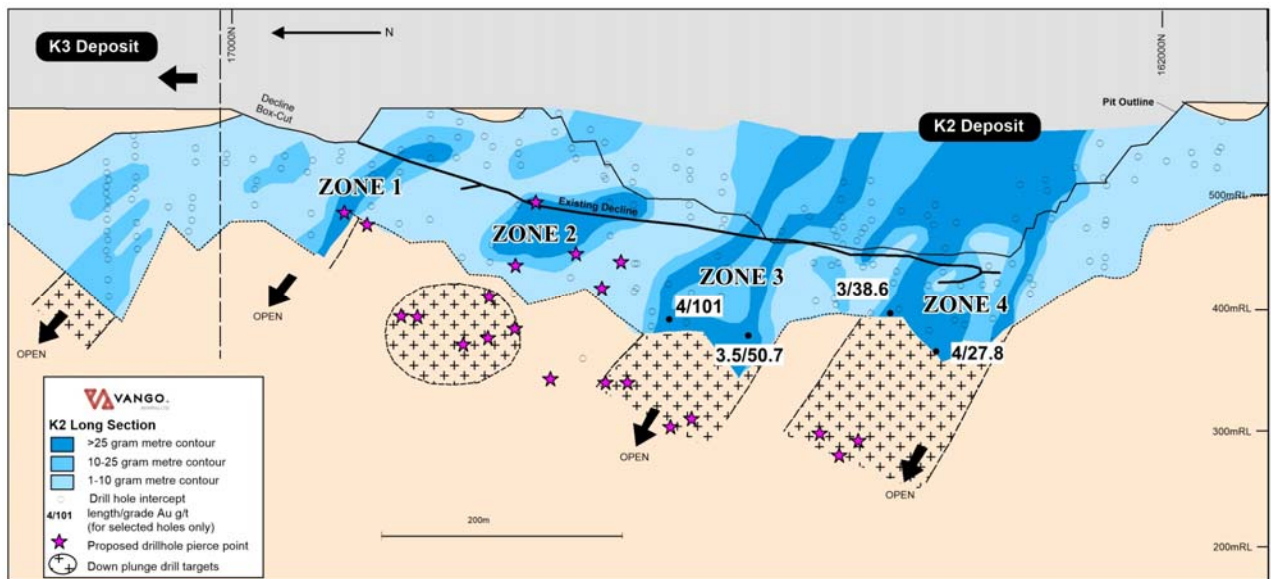 K3 Deposit
17000N
N
162000N
Decline
Box-Cut
Pit Outline
K2 Deposit
ZONE 1
500mRL
Existing Decline
ZONE 2
ZONE 3
3/38.6
ZONE 4
4/101
400mRL
OPEN
3.5/50.7
4/27.8
OPEN
VANGO
K2 Long Section
>25 gram metre contour
10-25 gram metre contour
1-10 gram metre contour
Drill hole intercept
4/101 length/grade Au g/t
(for selected holes only)
Proposed drillhole pierce point
Down plunge drill targets
300mRL
OPEN
OPEN
200m
200mRL